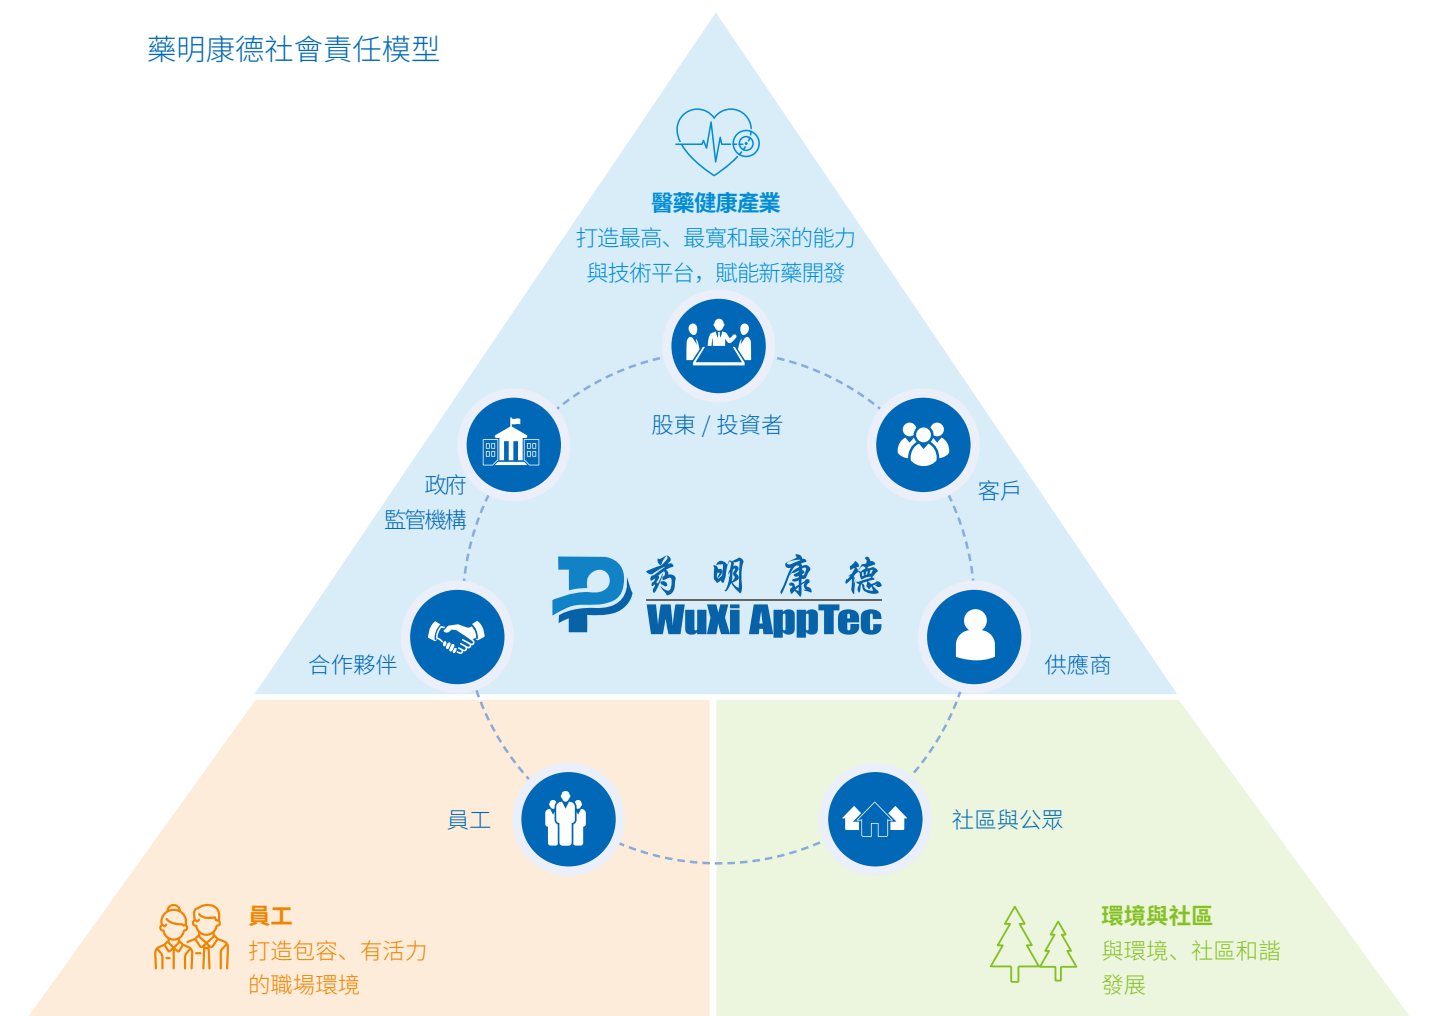 藥明康德社會責任模型
醫藥健康產業
打造最高、最寬和最深的能力
與技術平台，賦能新藥開發
股東 / 投資者
政府
監管機構
客戶
药明康德
WuXi AppTec
合作夥伴
供應商
員工
社區與公眾
員工
打造包容、有活力
的職場環境
環境與社區
與環境、社區和諧
發展